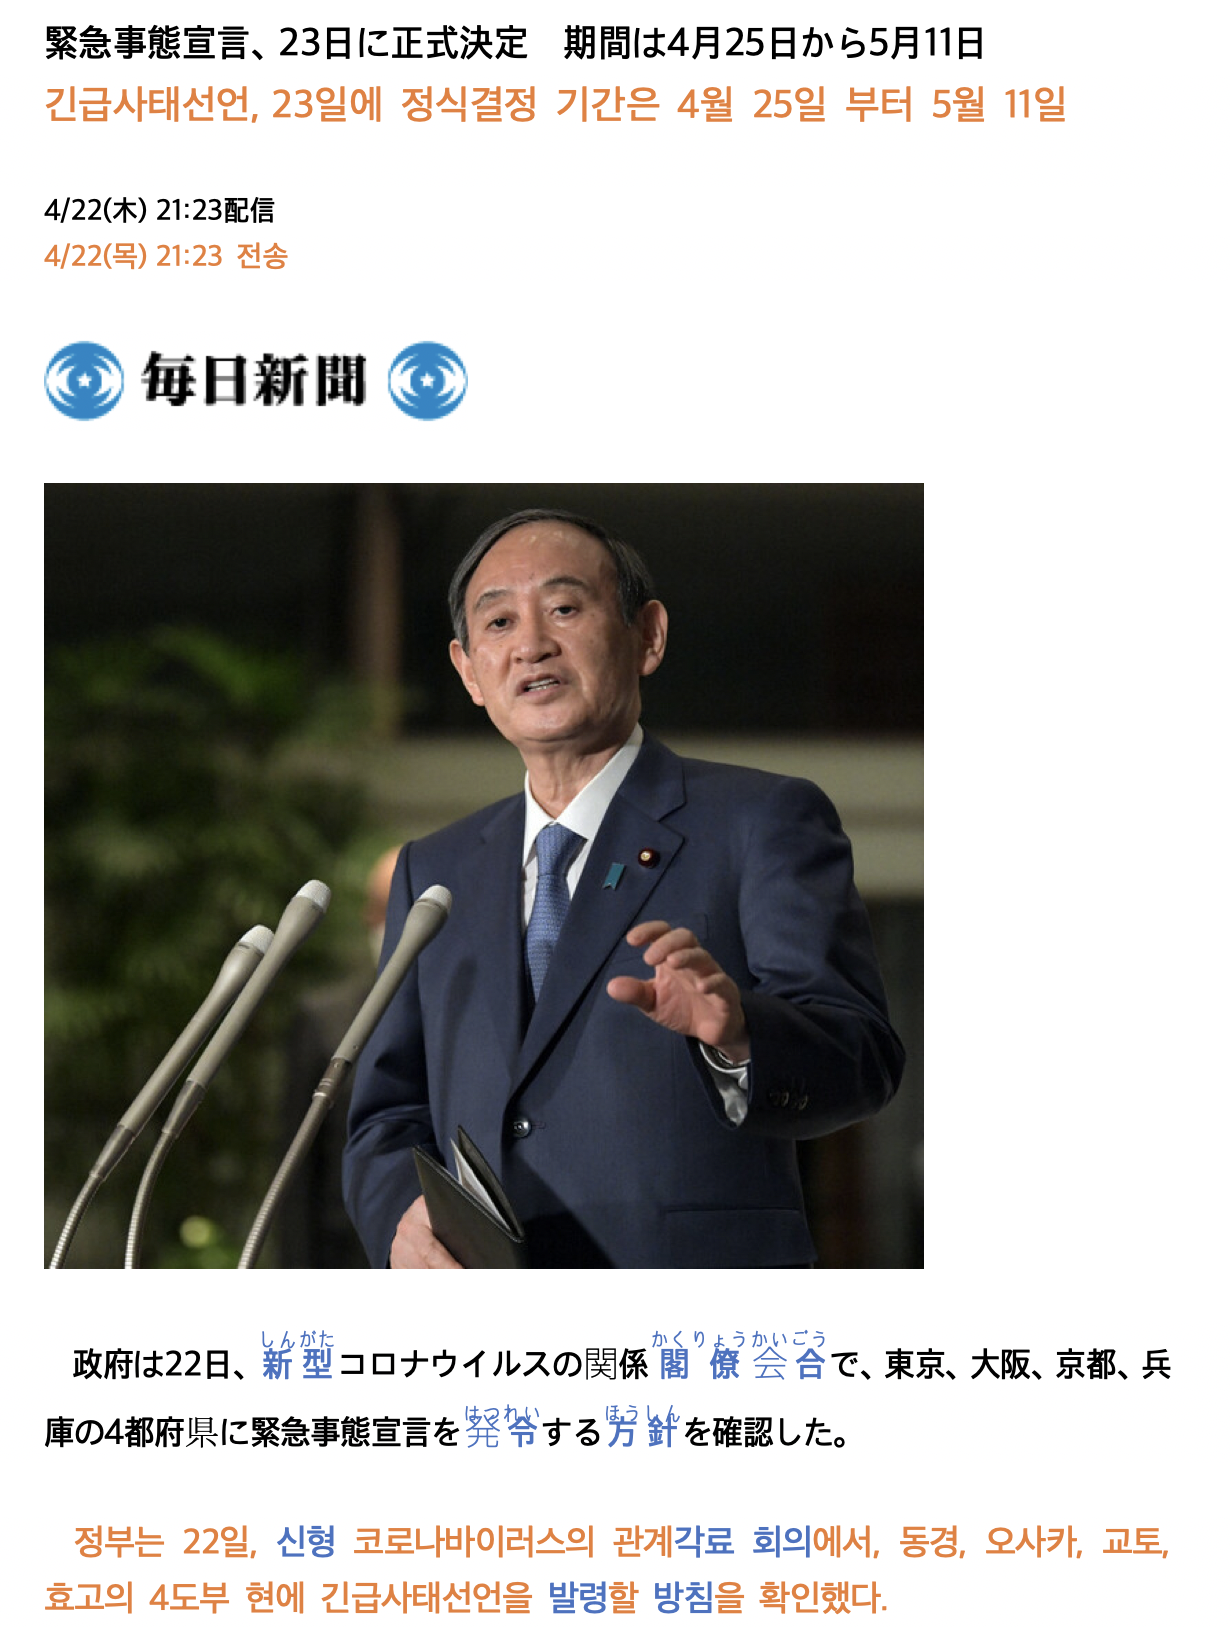 緊急事態宣言、23日に正式決定　期間は4月25日から5月11日
긴급사태선언, 23일에 정식결정 기간은 4월 25일 부터 5월 11일
4/22(木) 21:23配信
4/22(목) 21:23 전송
毎日新聞
しんがた かくりょうかいごう
政府は22日、新型コロナウイルスの関係閣僚会合で、東京、大阪、京都、兵
はつれい ほうしん
庫の4都府県に緊急事態宣言を発令する方針を確認した。
정부는 22일, 신형 코로나바이러스의 관계각료 회의에서, 동경, 오사카, 교토,
효고의 4도부 현에 긴급사태선언을 발령할 방침을 확인했다.